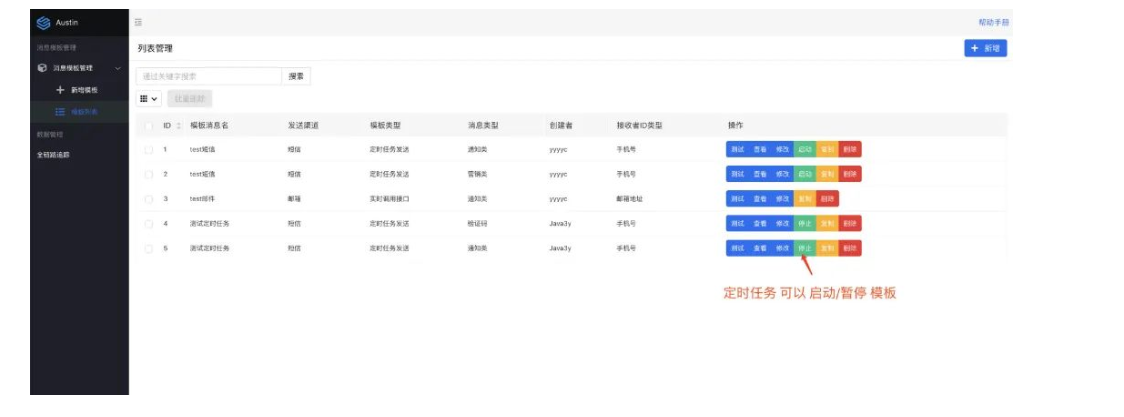 Austin
帮助手册
消息模板管理
列表管理
+ 新增
消息模板管理
通过关键字搜索
搜索
新增模板
批量删除
模板列表
ID 模板消息名 发送渠道 模板类型 消息类型 创建者 接收者ID类型 操作
数据管理
1 test短信 短信 定时任务发送 通知类 yyyyc 手机号 测试 查看 修改 启动 复制 删除
全链路追踪
2 test短信 短信 定时任务发送 营销类 yyyyc 手机号 测试 查看 修改 启动 复制 删除
3 test邮件 邮箱 实时调用接口 通知类 yyyyc 邮箱地址 测试 查看 修改 复制 删除
4 测试定时任务 短信 定时任务发送 验证码 Java3y 手机号 测试 查看 修改 停止 复制 删除
5 测试定时任务 短信 定时任务发送 通知类 Java3y 手机号 测试 查看 修改 停止 复制 删除
定时任务 可以 启动/暂停 模板